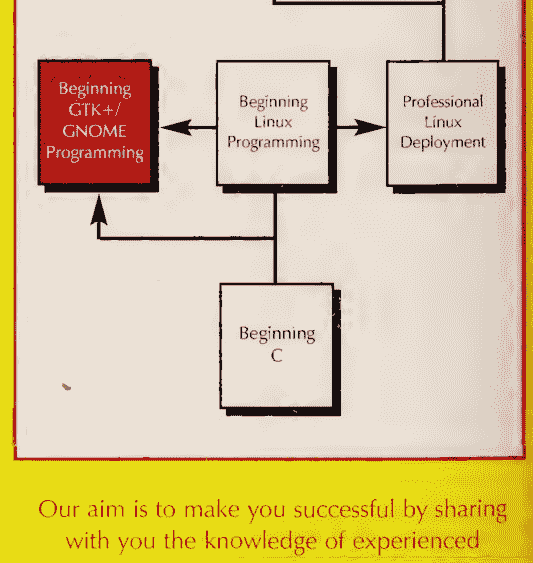 Beginning
GTK+/
GNOME
Programming
Beginning
Linux
Programming
Professional
Linux
Deployment
Beginning
C
Our aim is to make you successful by sharing
with you the knowledge of experienced